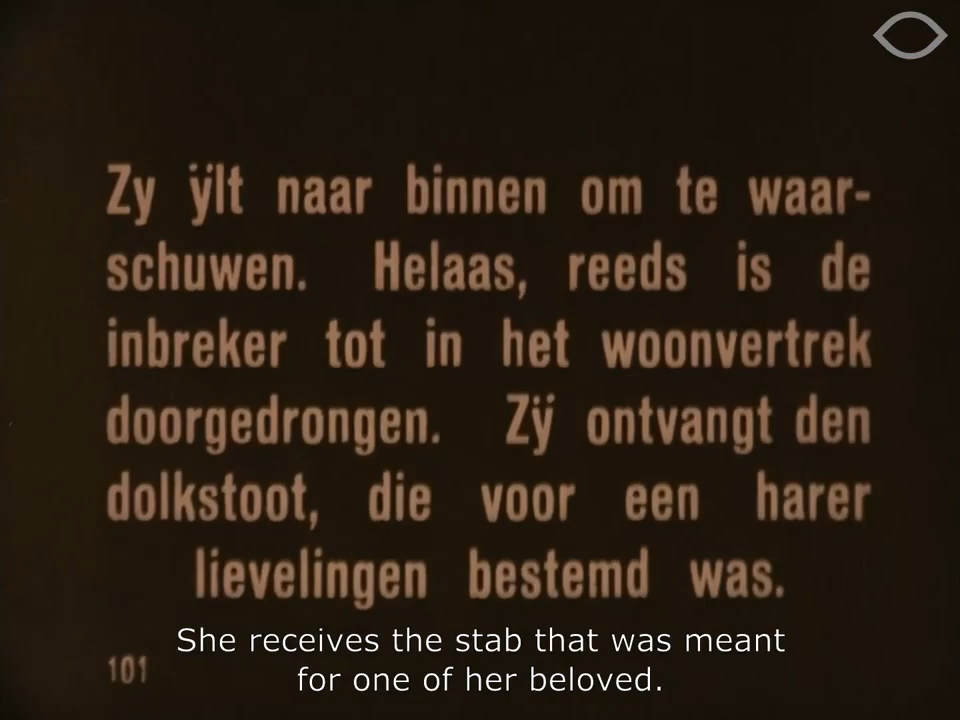 Zy ÿlt naar binnen om te waar-
schuwen. Helaas, reeds is de
inbreker tot in het woonvertrek
doorgedrongen. Zÿ ontvangt den
dolkstoot, die voor een harer
lievelingen bestemd was.
She receives the stab that was meant
for one of her beloved.
101